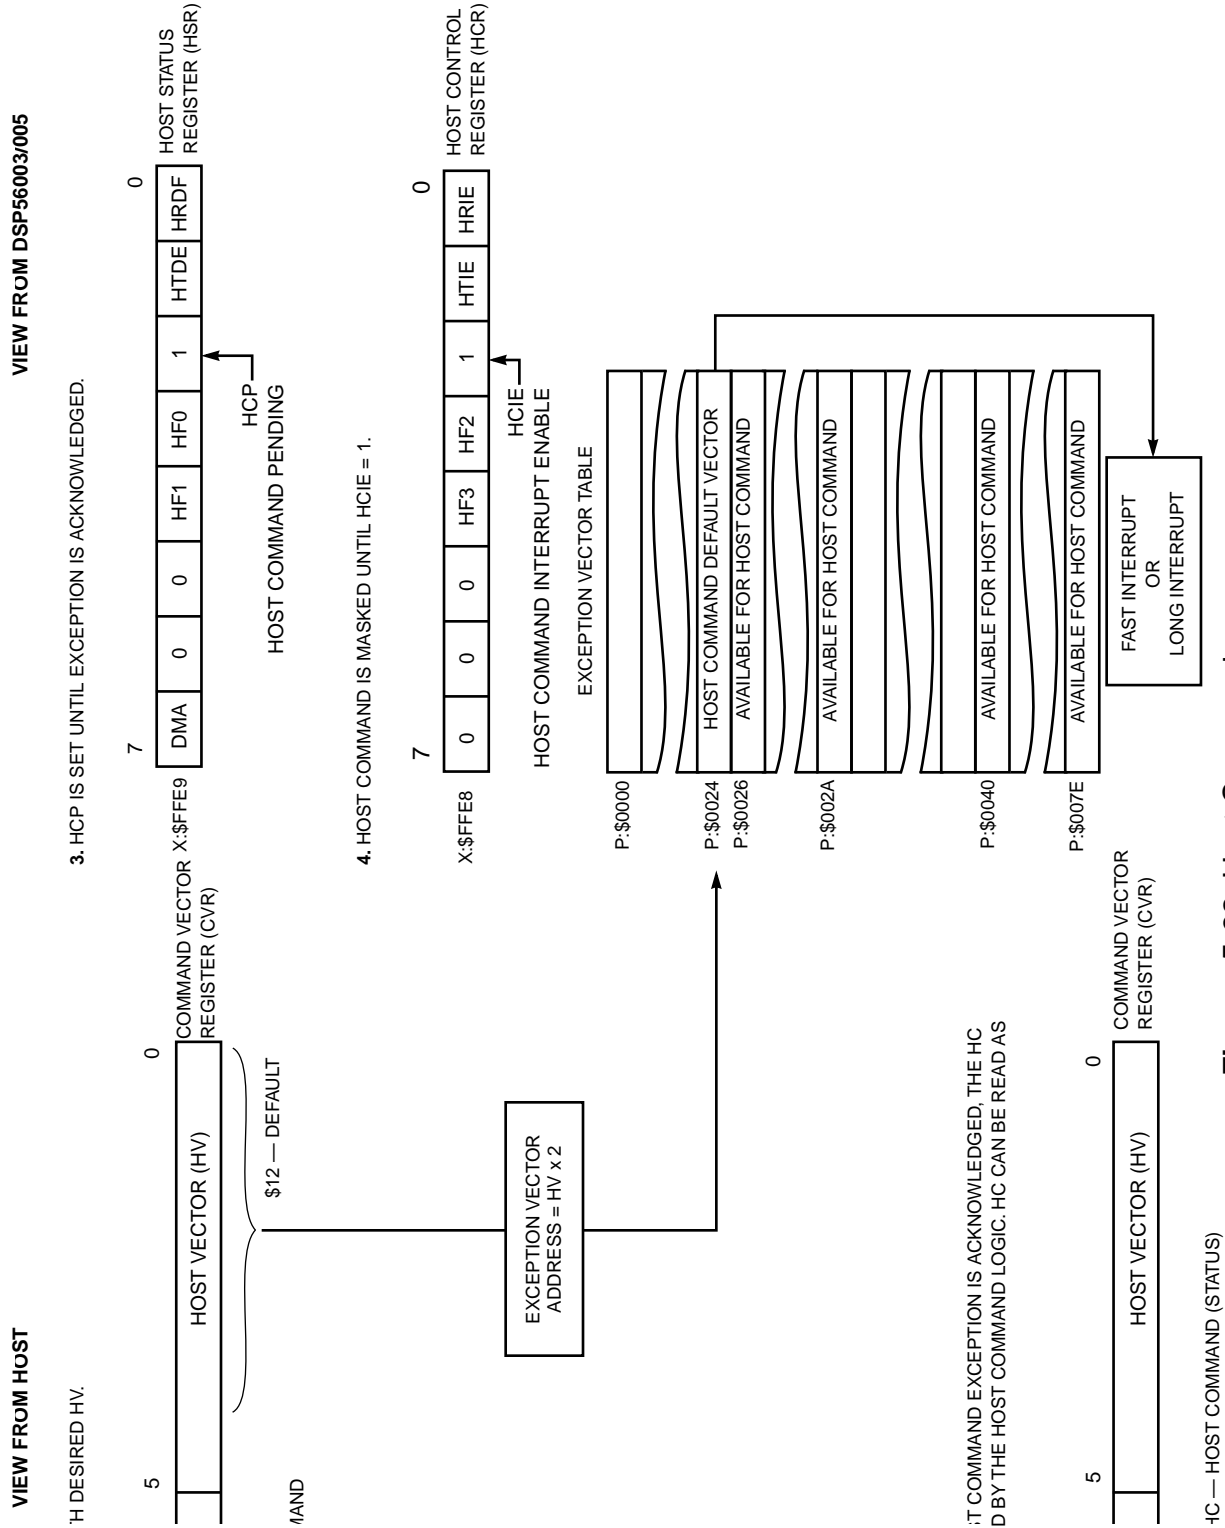 VIEW FROM HOST
VIEW FROM DSP56003/005
TH DESIRED HV.
5
0
HOST VECTOR (HV)
COMMAND VECTOR
REGISTER (CVR)
MAND
$12 — DEFAULT
EXCEPTION VECTOR
ADDRESS = HV x 2
3. HCP IS SET UNTIL EXCEPTION IS ACKNOWLEDGED.
7
0
X:$FFE9
DMA
0
0
HF1
HF0
1
HTDE
HRDF
HOST STATUS
REGISTER (HSR)
HCP
HOST COMMAND PENDING
4. HOST COMMAND IS MASKED UNTIL HCIE = 1.
7
0
X:$FFE8
0
0
0
HF3
HF2
1
HTIE
HRIE
HOST CONTROL
REGISTER (HCR)
HCIE
HOST COMMAND INTERRUPT ENABLE
EXCEPTION VECTOR TABLE
P:$0000
P:$0024
HOST COMMAND DEFAULT VECTOR
P:$0026
AVAILABLE FOR HOST COMMAND
P:$002A
AVAILABLE FOR HOST COMMAND
P:$0040
AVAILABLE FOR HOST COMMAND
P:$007E
AVAILABLE FOR HOST COMMAND
FAST INTERRUPT
OR
LONG INTERRUPT
ST COMMAND EXCEPTION IS ACKNOWLEDGED, THE HC
D BY THE HOST COMMAND LOGIC. HC CAN BE READ AS
5
0
HOST VECTOR (HV)
COMMAND VECTOR
REGISTER (CVR)
HC — HOST COMMAND (STATUS)